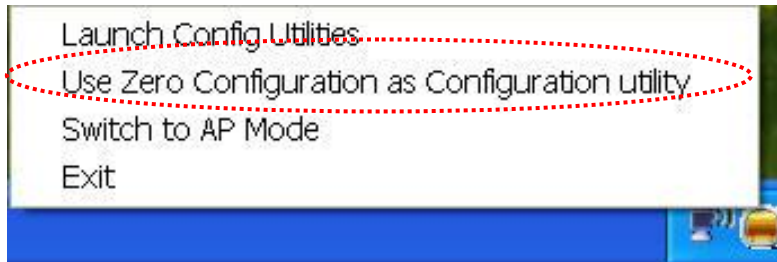 Launch Config Utilities
Use Zero Configuration as Configuration utility
Switch to AP Mode
Exit